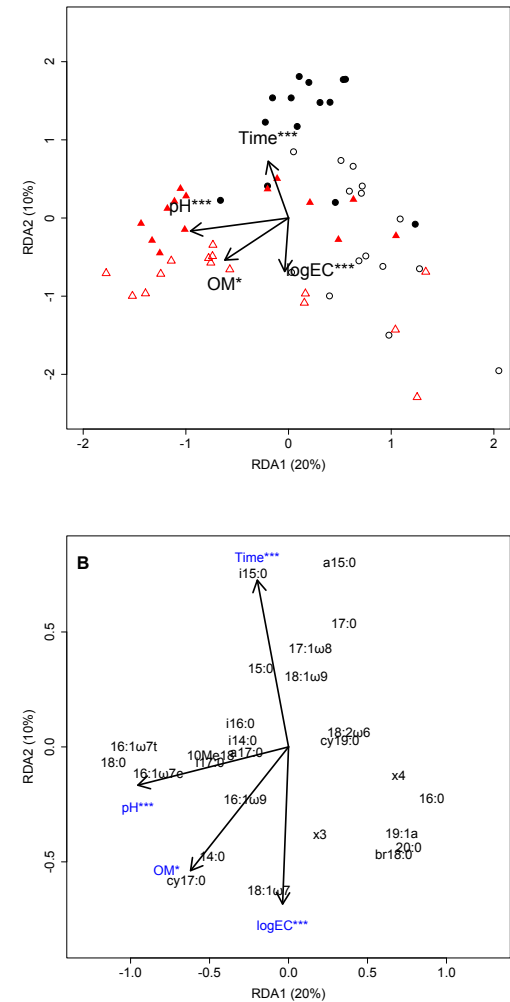 2
1
0
-1
-2
RDA2 (10%)
Time***
pH***
OM*
logEC***
-2
-1
0
1
2
RDA1 (20%)
B
Time***
i15:0
a15:0
17:0
17:1ω8
15:0
18:1ω9
i16:0
i14:0
18:2ω6
cy19:0
16:1ω7t
10Me18
a17:0
18:0
i17:0
16:1ω7c
x4
pH***
16:1ω9
16:0
x3
19:1a
20:0
br18:0
14:0
OM*
cy17:0
18:1ω7
logEC***
0.5
0.0
-0.5
RDA2 (10%)
-1.0
-0.5
0.0
0.5
1.0
RDA1 (20%)